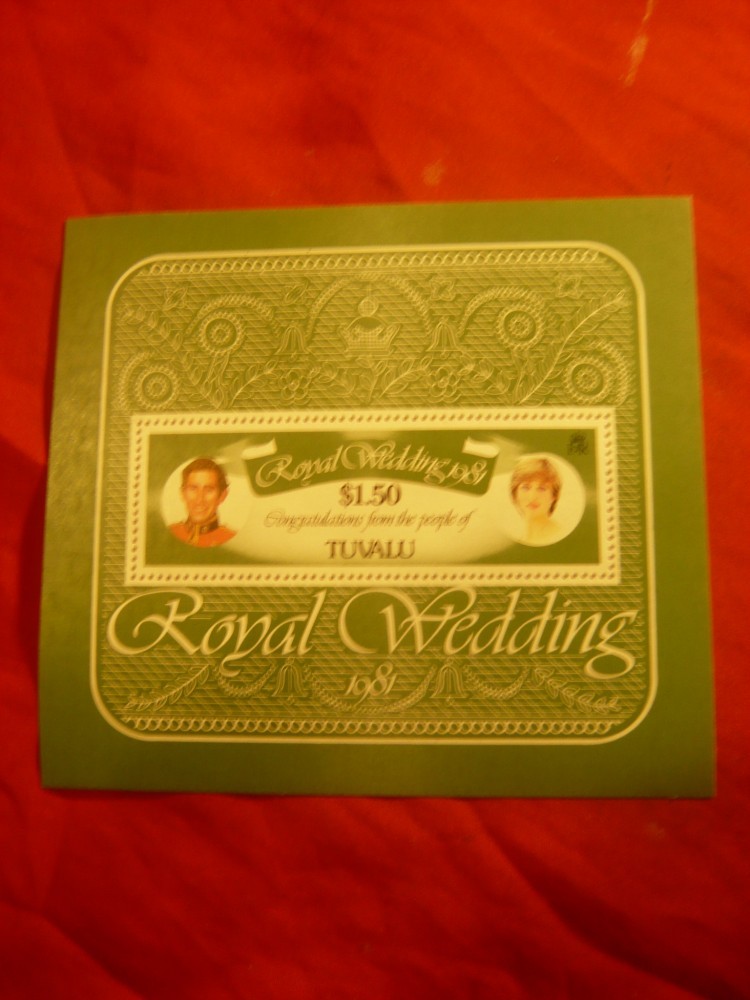 Royal Wedding 1981
$1.50
Congratulations from the people of
TUVALU
Royal Wedding
1981